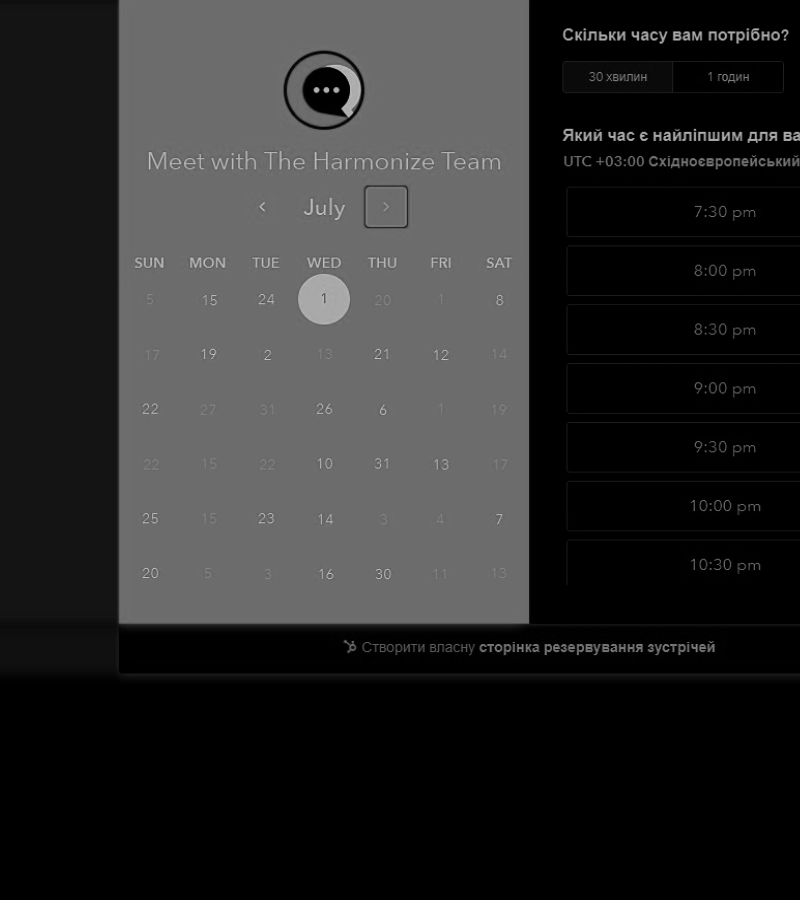 Meet with The Harmonize Team
July
SUN MON TUE WED THU FRI SAT
5 15 24 1 20 1 8
17 19 2 13 21 12 14
22 27 31 26 6 1 19
22 15 22 10 31 13 17
25 15 23 14 3 4 7
20 5 3 16 30 11 13
Скільки часу вам потрібно?
30 хвилин 1 годин
Який час є найліпшим для
UTC +03:00 Східноєвропейський
7:30 pm
8:00 pm
8:30 pm
9:00 pm
9:30 pm
10:00 pm
10:30 pm
Створити власну сторінка резервування зустрічей